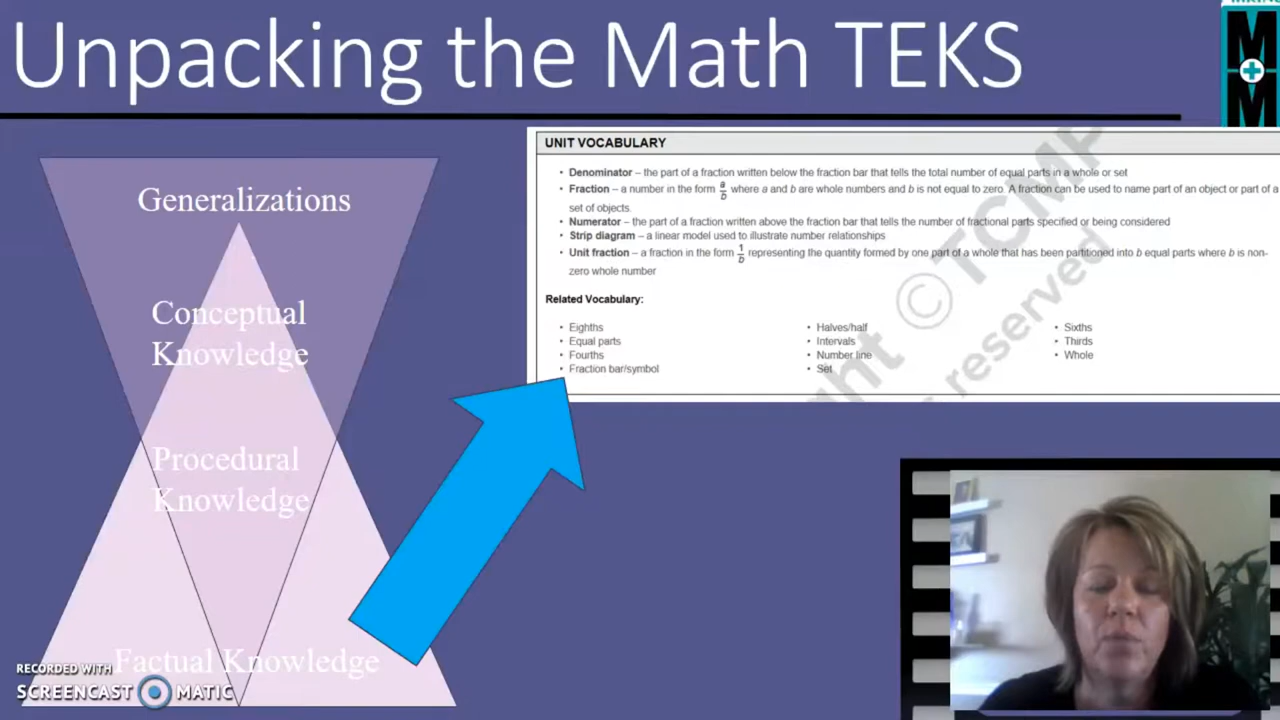 Unpacking the Math TEKS
M
M
Generalizations
Conceptual
Knowledge
Procedural
Knowledge
Factual Knowledge
UNIT VOCABULARY
• Denominator – the part of a fraction written below the fraction bar that tells the total number of equal parts in a whole or set
• Fraction – a number in the form a/b where a and b are whole numbers and b is not equal to zero. A fraction can be used to name part of an object or part of a
set of objects.
• Numerator – the part of a fraction written above the fraction bar that tells the number of fractional parts specified or being considered
• Strip diagram – a linear model used to illustrate number relationships
• Unit fraction – a fraction in the form 1/b representing the quantity formed by one part of a whole that has been partitioned into b equal parts where b is non-
zero whole number
Related Vocabulary:
• Eighths
• Equal parts
• Fourths
• Fraction bar/symbol
• Halves/half
• Intervals
• Number line
• Set
• Sixths
• Thirds
• Whole
© TCMP
reserved
RECORDED WITH
SCREENCAST MATIC